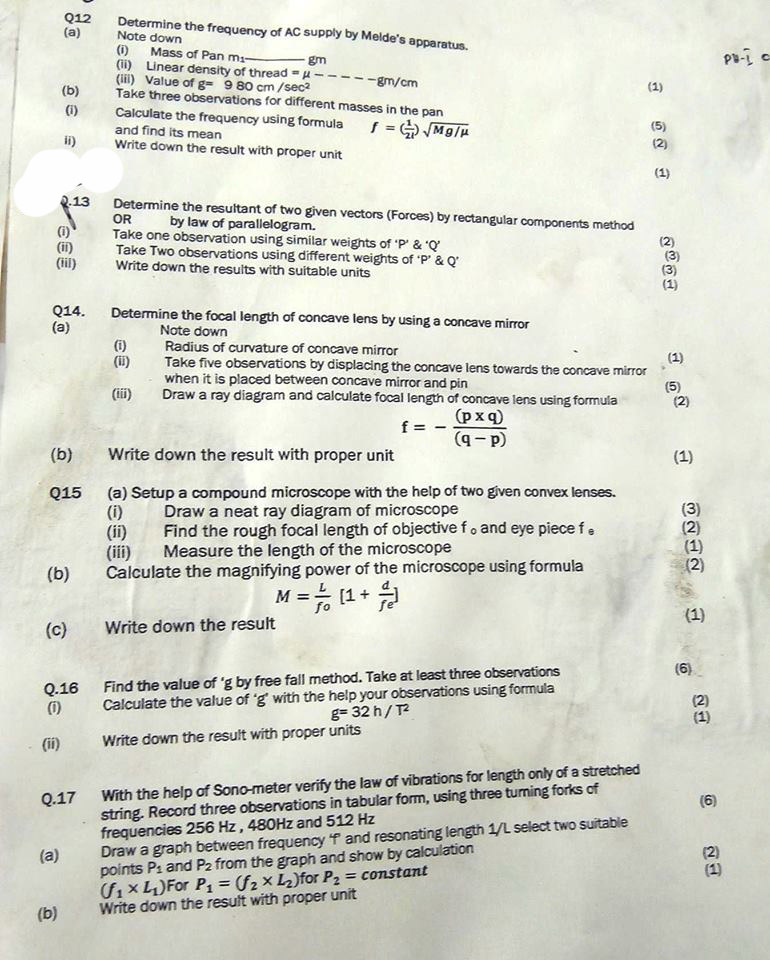 Q12 Determine the frequency of AC supply by Melde's apparatus.
(a) Note down
(i) Mass of Pan m₁———— gm
(ii) Linear density of thread = μ – – – – –gm/cm
(iii) Value of g= 9 80 cm /sec² (1)
(b) Take three observations for different masses in the pan (5)
(i) Calculate the frequency using formula f = (1/2l) √Mg/μ (2)
and find its mean
ii) Write down the result with proper unit (1)
Q.13 Determine the resultant of two given vectors (Forces) by rectangular components method
OR by law of parallelogram. (2)
(i) Take one observation using similar weights of 'P' & 'Q' (3)
(ii) Take Two observations using different weights of 'P' & Q' (3)
(iii) Write down the results with suitable units (1)
Q14. Determine the focal length of concave lens by using a concave mirror
(a) Note down
(i) Radius of curvature of concave mirror (1)
(ii) Take five observations by displacing the concave lens towards the concave mirror
when it is placed between concave mirror and pin (5)
(iii) Draw a ray diagram and calculate focal length of concave lens using formula (2)
f = − (p x q)/(q − p)
(b) Write down the result with proper unit (1)
Q15 (a) Setup a compound microscope with the help of two given convex lenses.
(i) Draw a neat ray diagram of microscope (3)
(ii) Find the rough focal length of objective f ₒ and eye piece f ₑ (2)
(iii) Measure the length of the microscope (1)
(b) Calculate the magnifying power of the microscope using formula (2)
M = L/fo [1 + d/fe]
(c) Write down the result (1)
Q.16 Find the value of 'g by free fall method. Take at least three observations (6)
(i) Calculate the value of 'g' with the help your observations using formula (2)
g= 32 h / T²
(ii) Write down the result with proper units (1)
Q.17 With the help of Sono-meter verify the law of vibrations for length only of a stretched
string. Record three observations in tabular form, using three turning forks of
frequencies 256 Hz , 480Hz and 512 Hz (6)
(a) Draw a graph between frequency 'f' and resonating length 1/L select two suitable
points P₁ and P₂ from the graph and show by calculation (2)
(f₁ × L₁)For P₁ = (f₂ × L₂)for P₂ = constant (1)
(b) Write down the result with proper unit